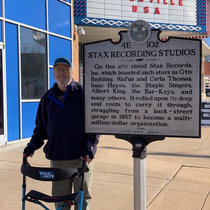 U S A
4E 102
STAX RECORDING STUDIOS
On this site stood Stax Records,
Inc. which boasted such stars as Otis
Redding, Rufus and Carla Thomas,
Isaac Hayes, the Staple Singers,
Albert King, the Bar-Kays, and
many others. It relied upon its deep
soul roots to carry it through,
struggling from a back-street
garage in 1957 to become a multi-
million-dollar organization.